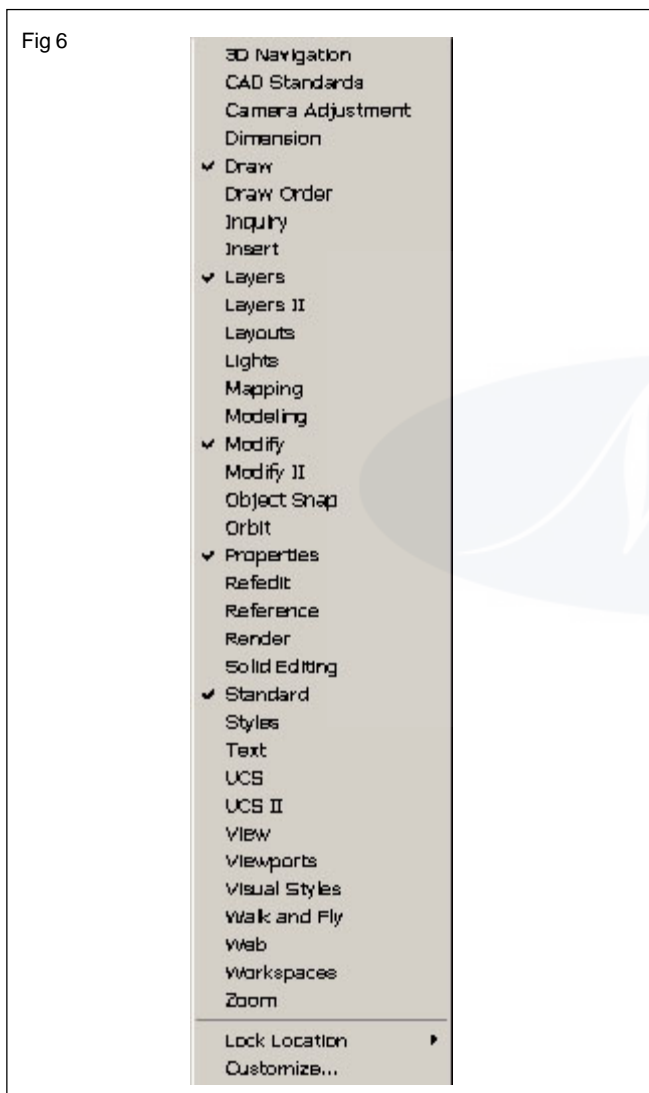 Fig 6
3D Navigation
CAD Standards
Camera Adjustment
Dimension
✔ Draw
Draw Order
Inquiry
Insert
✔ Layers
Layers II
Layouts
Lights
Mapping
Modeling
✔ Modify
Modify II
Object Snap
Orbit
✔ Properties
Refedit
Reference
Render
Solid Editing
✔ Standard
Styles
Text
UCS
UCS II
View
Viewports
Visual Styles
Walk and Fly
Web
Workspaces
Zoom
Lock Location
Customize...